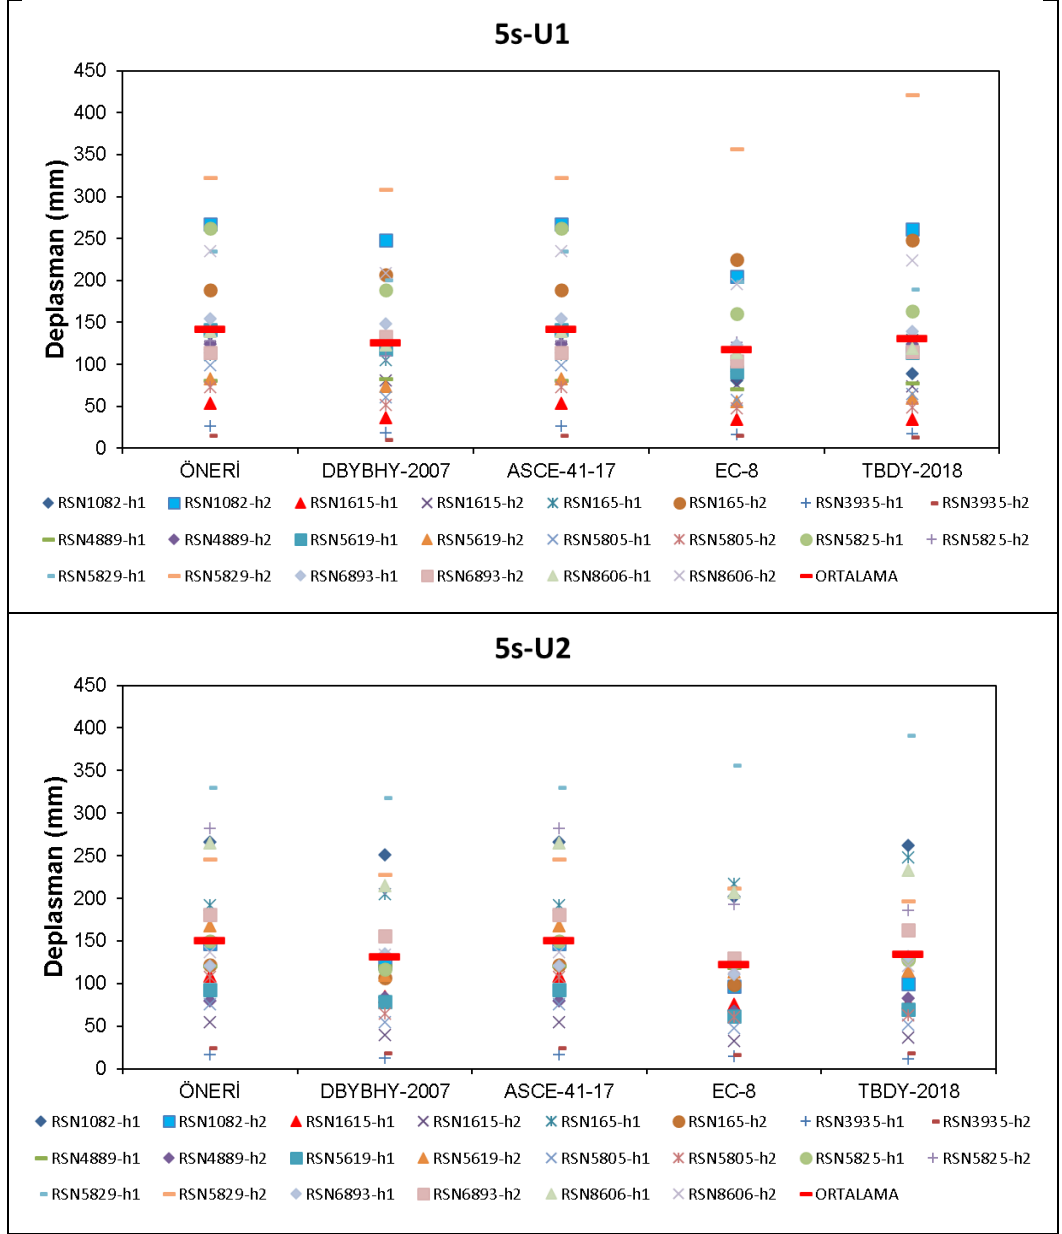 5s-U1
450
400
350
300
250
200
150
100
50
0
Deplasman (mm)
ÖNERİ DBYBHY-2007 ASCE-41-17 EC-8 TBDY-2018
RSN1082-h1 RSN1082-h2 RSN1615-h1 RSN1615-h2 RSN165-h1 RSN165-h2 RSN3935-h1 RSN3935-h2
RSN4889-h1 RSN4889-h2 RSN5619-h1 RSN5619-h2 RSN5805-h1 RSN5805-h2 RSN5825-h1 RSN5825-h2
RSN5829-h1 RSN5829-h2 RSN6893-h1 RSN6893-h2 RSN8606-h1 RSN8606-h2 ORTALAMA
5s-U2
450
400
350
300
250
200
150
100
50
0
Deplasman (mm)
ÖNERİ DBYBHY-2007 ASCE-41-17 EC-8 TBDY-2018
RSN1082-h1 RSN1082-h2 RSN1615-h1 RSN1615-h2 RSN165-h1 RSN165-h2 RSN3935-h1 RSN3935-h2
RSN4889-h1 RSN4889-h2 RSN5619-h1 RSN5619-h2 RSN5805-h1 RSN5805-h2 RSN5825-h1 RSN5825-h2
RSN5829-h1 RSN5829-h2 RSN6893-h1 RSN6893-h2 RSN8606-h1 RSN8606-h2 ORTALAMA